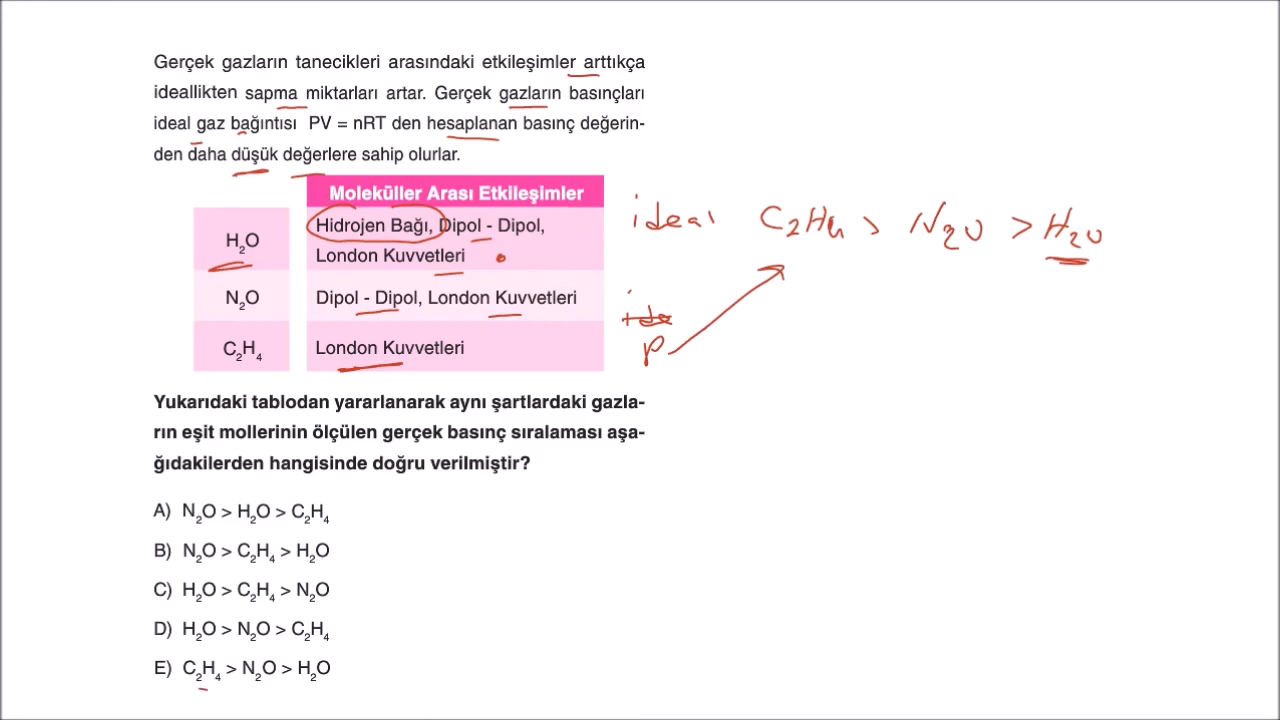 Gerçek gazların tanecikleri arasındaki etkileşimler arttıkça
ideallikten sapma miktarları artar. Gerçek gazların basınçları
ideal gaz bağıntısı PV = nRT den hesaplanan basınç değerin-
den daha düşük değerlere sahip olurlar.
Moleküller Arası Etkileşimler
H₂O
Hidrojen Bağı, Dipol - Dipol,
London Kuvvetleri
N₂O
Dipol - Dipol, London Kuvvetleri
C₂H₄
London Kuvvetleri
ideal C₂H₄ > N₂O > H₂O
ide
P
Yukarıdaki tablodan yararlanarak aynı şartlardaki gazla-
rın eşit mollerinin ölçülen gerçek basınç sıralaması aşa-
ğıdakilerden hangisinde doğru verilmiştir?
A) N₂O > H₂O > C₂H₄
B) N₂O > C₂H₄ > H₂O
C) H₂O > C₂H₄ > N₂O
D) H₂O > N₂O > C₂H₄
E) C₂H₄ > N₂O > H₂O